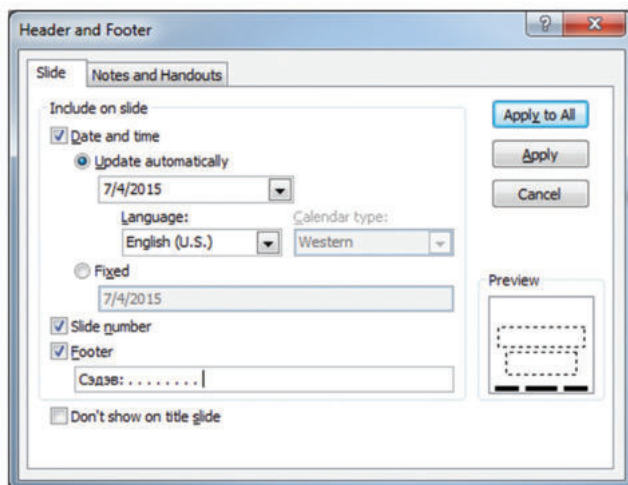 Header and Footer
Slide
Notes and Handouts
Include on slide
Date and time
Update automatically
7/4/2015
Language:
Calendar type:
English (U.S.)
Western
Fixed
7/4/2015
Slide number
Footer
Сэдэв: . . . . . . . .
Don't show on title slide
Apply to All
Apply
Cancel
Preview